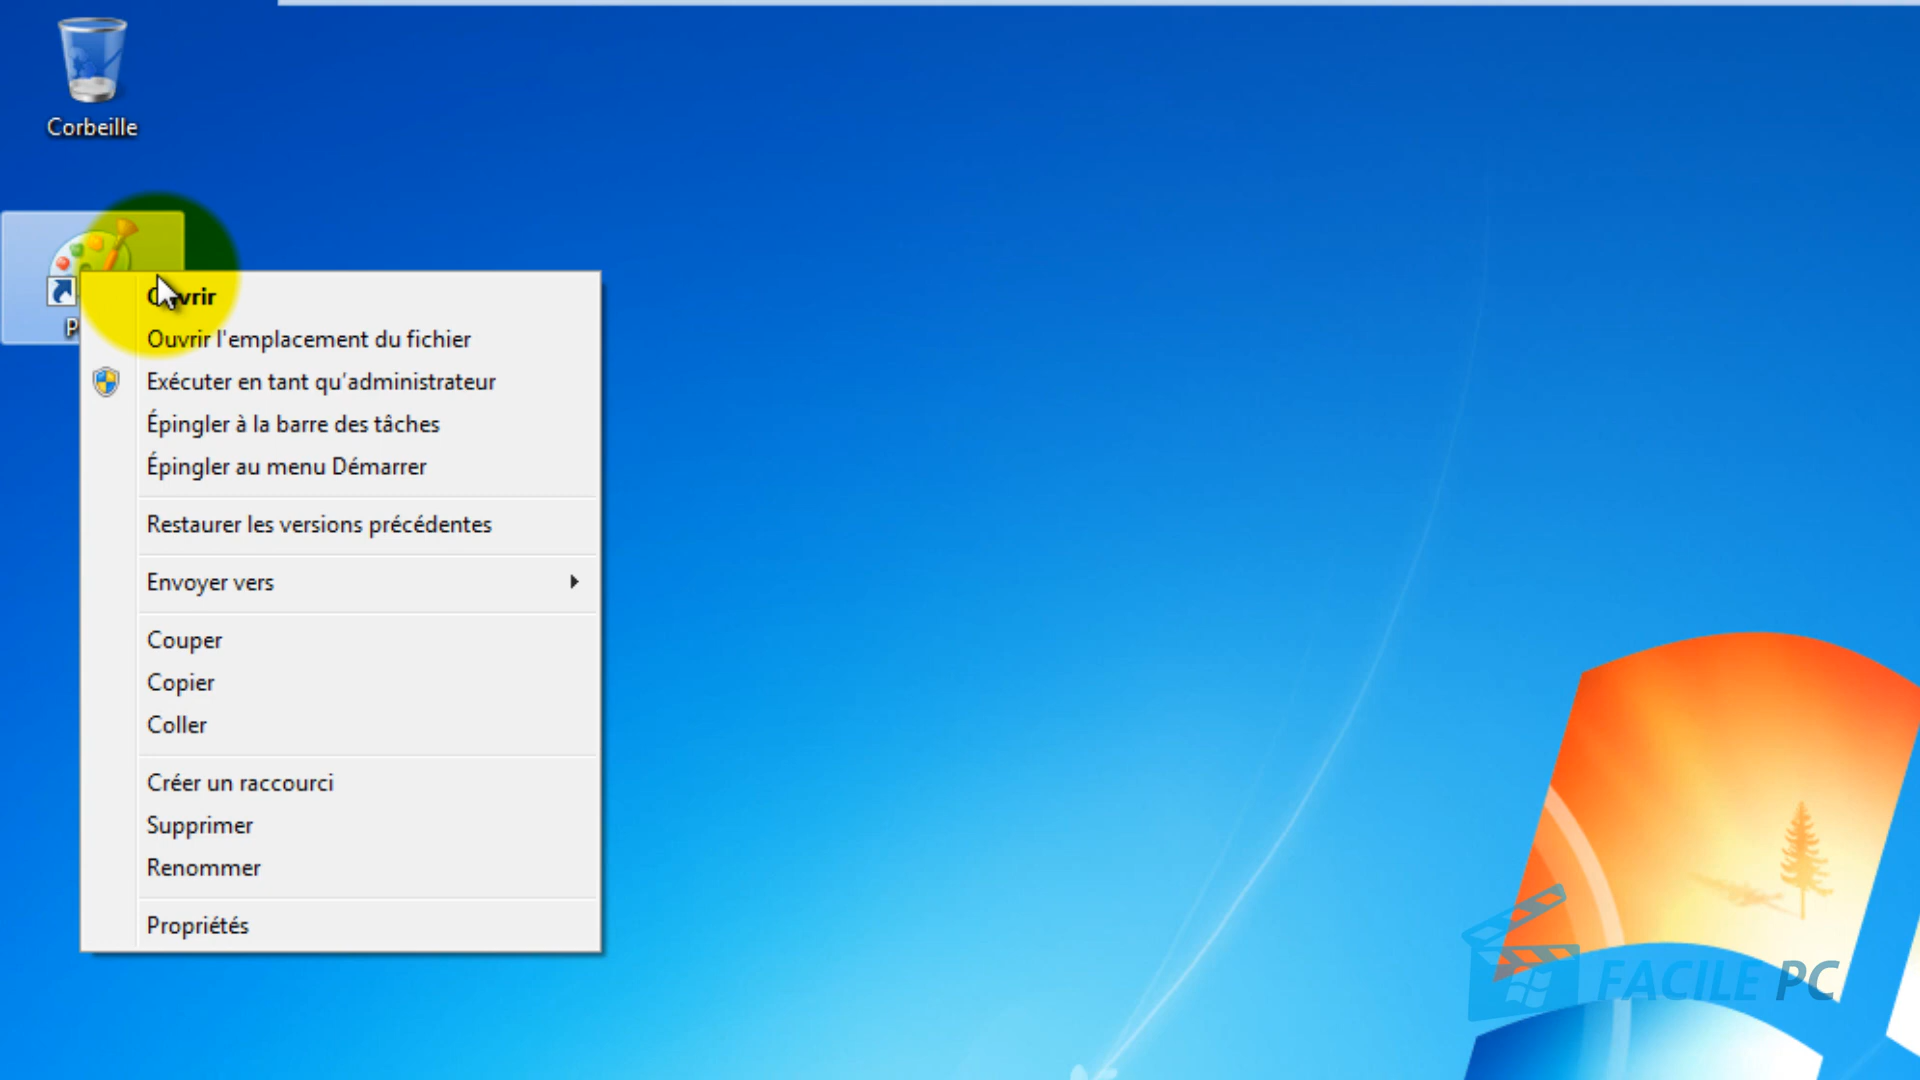 Corbeille
Ouvrir
Ouvrir l'emplacement du fichier
Exécuter en tant qu'administrateur
Épingler à la barre des tâches
Épingler au menu Démarrer
Restaurer les versions précédentes
Envoyer vers
Couper
Copier
Coller
Créer un raccourci
Supprimer
Renommer
Propriétés
FACILE PC